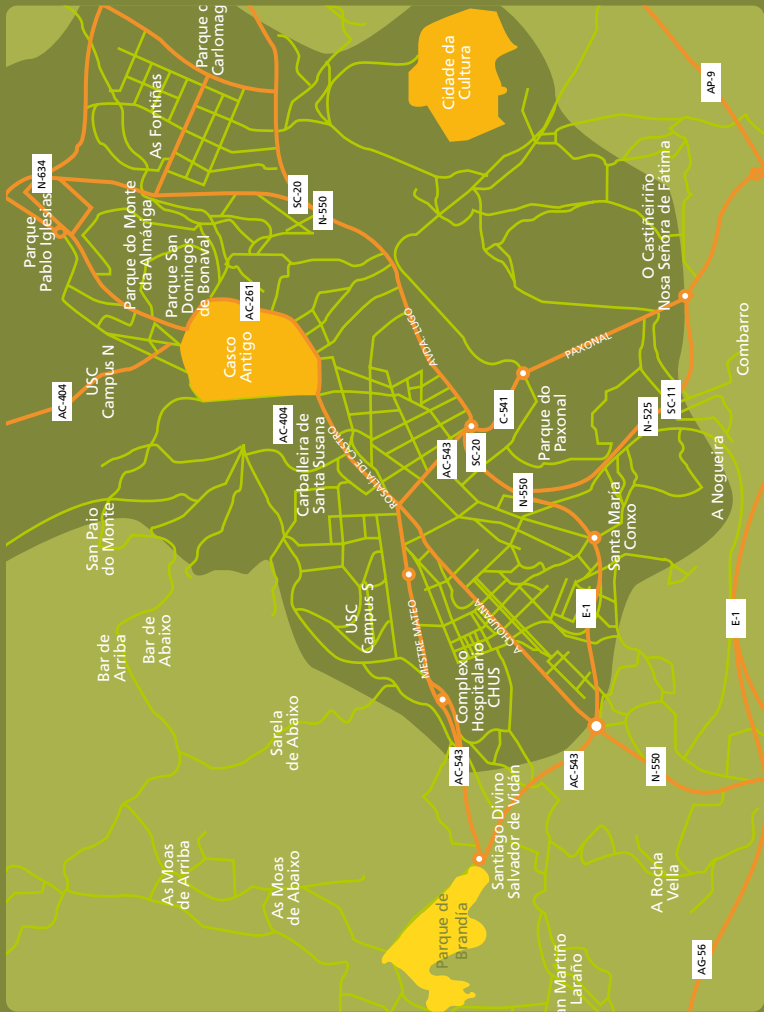 Parque
Pablo Iglesias
N-634
As Fontiñas
Parque
Carlomag
Cidade da
Cultura
AP-9
Parque do Monte
da Almáciga
Parque San
Domingos
de Bonaval
SC-20
N-550
O Castiñeiriño
Nosa Señora de Fátima
AC-404
USC
Campus N
Casco
Antigo
AC-261
AVDA. LUGO
PAXONAL
Combarro
AC-404
Carballeira de
Santa Susana
ROSALÍA DE CASTRO
AC-543
SC-20
C-541
Parque do
Paxonal
N-525
SC-11
A Nogueira
San Paio
do Monte
N-550
Santa María
Conxo
Bar de
Arriba
Bar de
Abaixo
USC
Campus S
MESTRE MATEO
A CHOUPANA
E-1
E-1
Sarela
de Abaixo
Complexo
Hospitalario
CHUS
AC-543
AC-543
N-550
As Moas
de Arriba
As Moas
de Abaixo
Santiago Divino
Salvador de Vidán
Parque de
Brandía
A Rocha
Vella
an Martiño
Laraño
AG-56